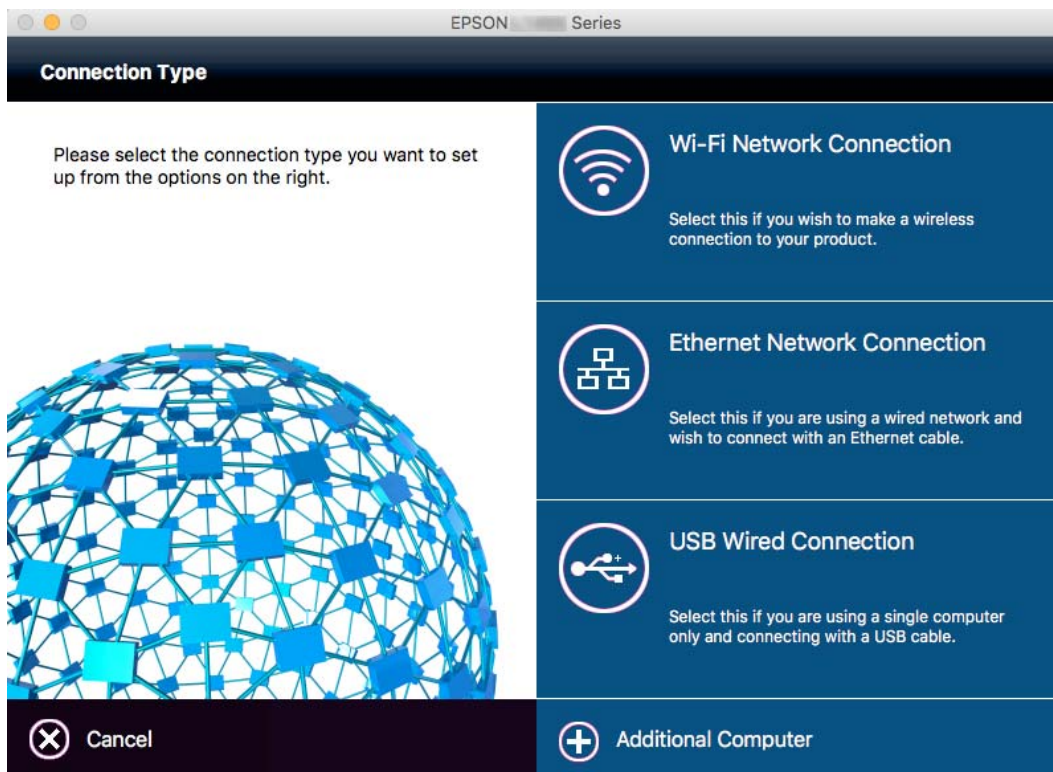 EPSON Series
Connection Type
Please select the connection type you want to set
up from the options on the right.
Wi-Fi Network Connection
Select this if you wish to make a wireless
connection to your product.
Ethernet Network Connection
Select this if you are using a wired network and
wish to connect with an Ethernet cable.
USB Wired Connection
Select this if you are using a single computer
only and connecting with a USB cable.
Cancel
Additional Computer